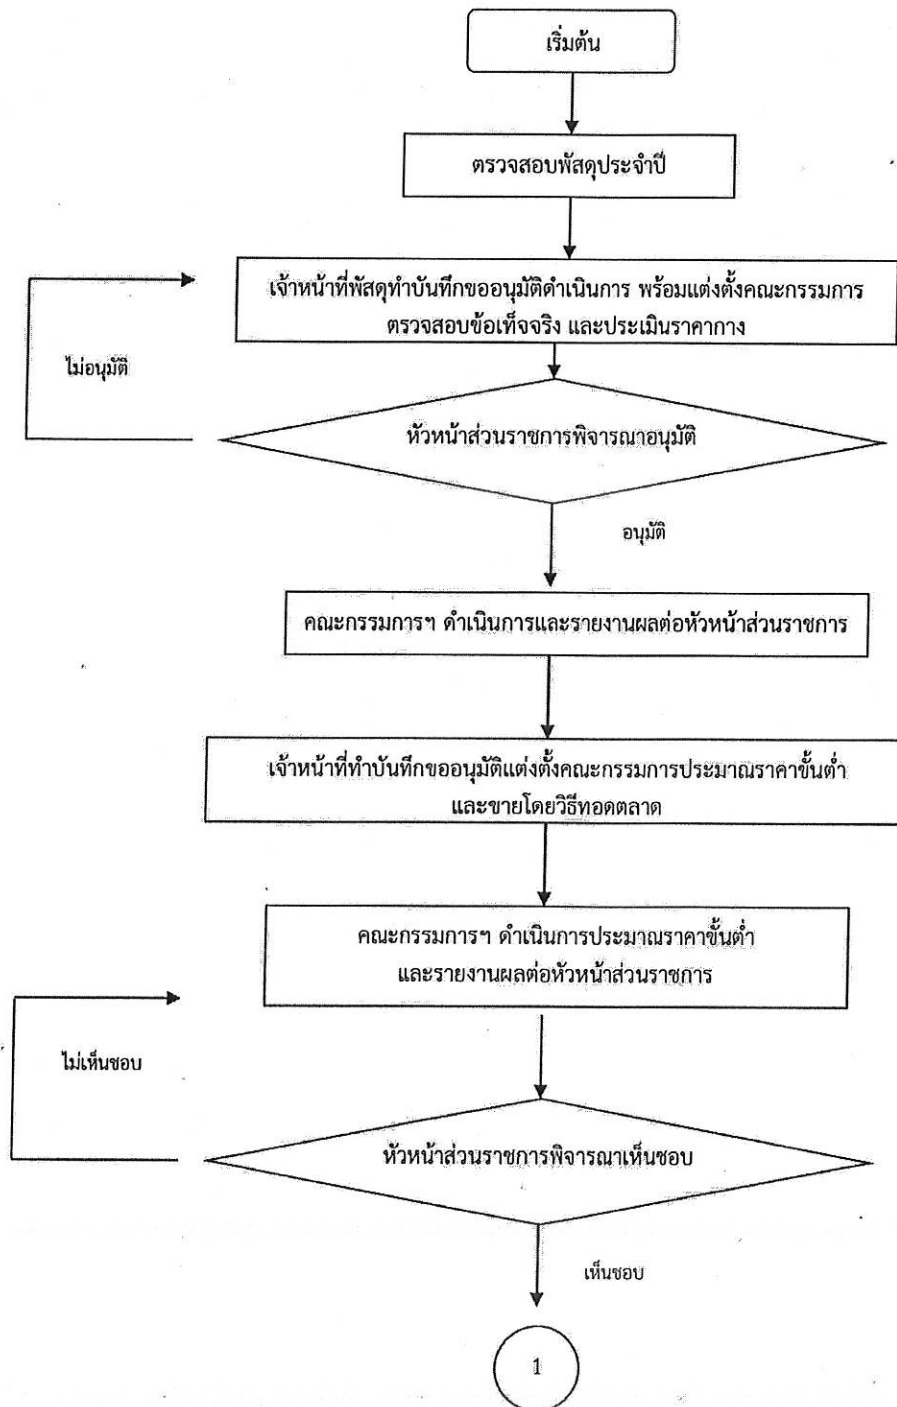 เริ่มต้น
ตรวจสอบพัสดุประจำปี
เจ้าหน้าที่พัสดุทำบันทึกขออนุมัติดำเนินการ พร้อมแต่งตั้งคณะกรรมการ
ตรวจสอบข้อเท็จจริง และประเมินราคากาง
ไม่อนุมัติ
หัวหน้าส่วนราชการพิจารณาอนุมัติ
อนุมัติ
คณะกรรมการฯ ดำเนินการและรายงานผลต่อหัวหน้าส่วนราชการ
เจ้าหน้าที่ทำบันทึกขออนุมัติแต่งตั้งคณะกรรมการประมาณราคาขั้นต่ำ
และขายโดยวิธีทอดตลาด
คณะกรรมการฯ ดำเนินการประมาณราคาขั้นต่ำ
และรายงานผลต่อหัวหน้าส่วนราชการ
ไม่เห็นชอบ
หัวหน้าส่วนราชการพิจารณาเห็นชอบ
เห็นชอบ
1